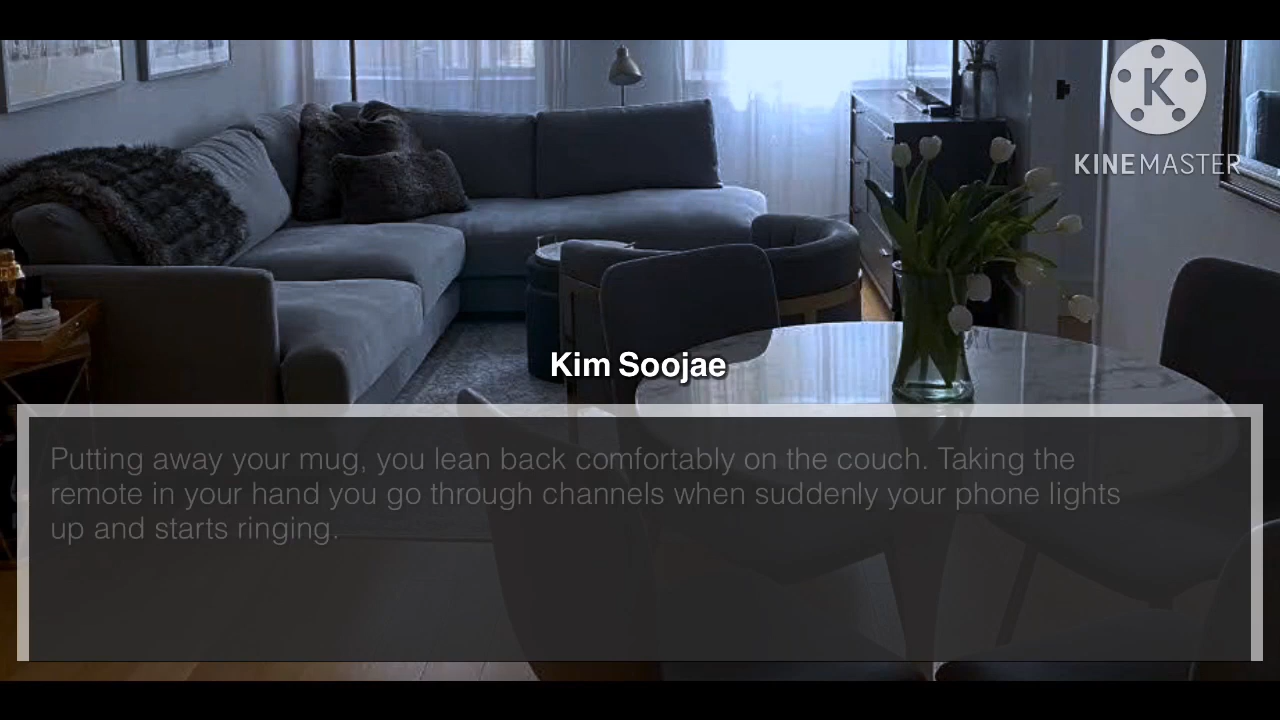 K
KINEMASTER
Kim Soojae
Putting away your mug, you lean back comfortably on the couch. Taking the
remote in your hand you go through channels when suddenly your phone lights
up and starts ringing.